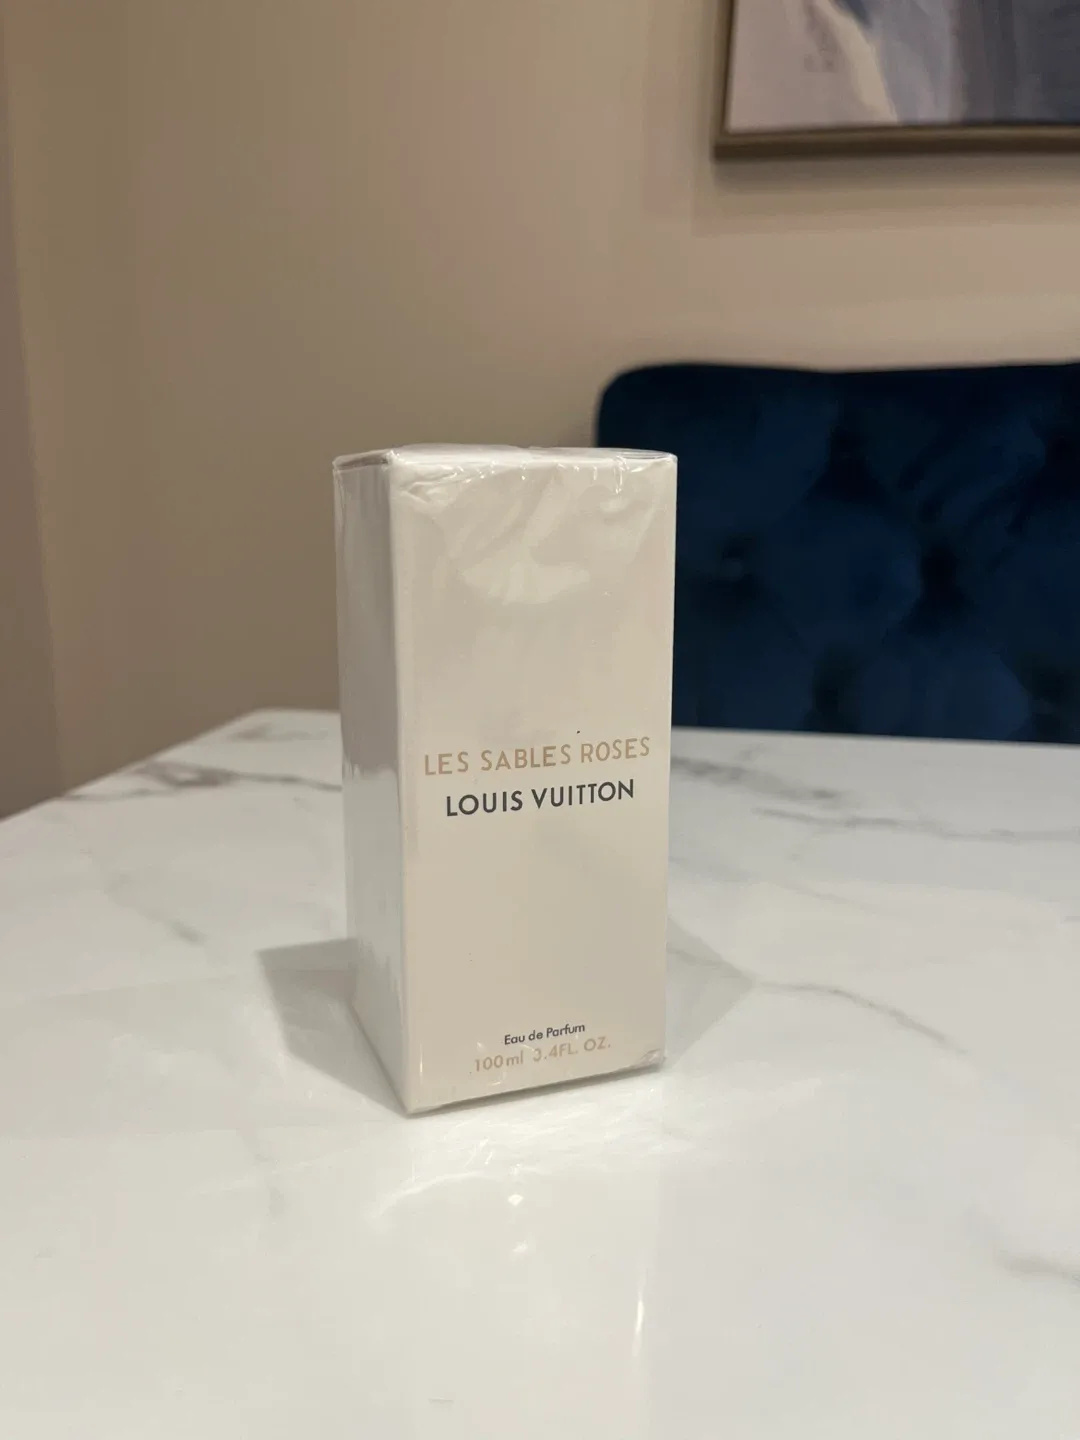 LES SABLES ROSES
LOUIS VUITTON
Eau de Parfum
100ml 3.4FL. OZ.